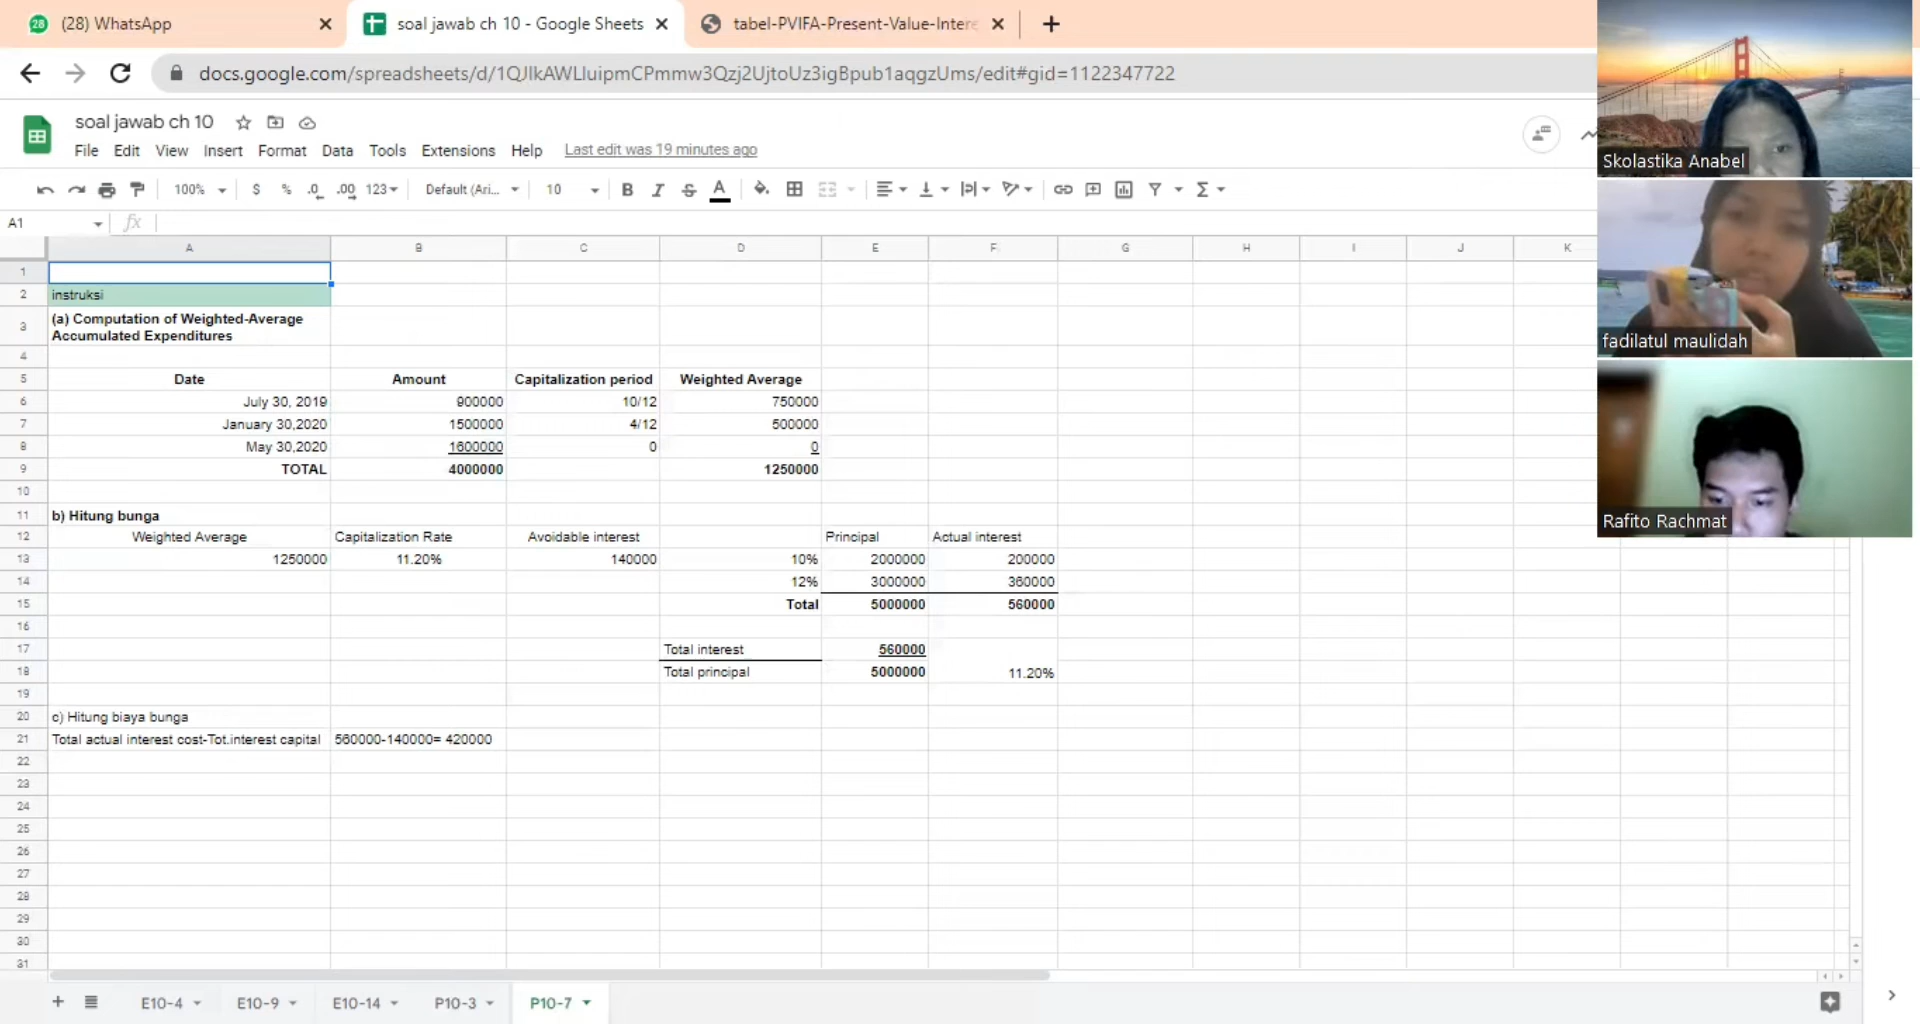 28 (28) WhatsApp
soal jawab ch 10 - Google Sheets
tabel-PVIFA-Present-Value-Inter
docs.google.com/spreadsheets/d/1QJlkAWLluipmCPmmw3Qzj2UjtoUz3igBpub1aqgzUms/edit#gid=1122347722
soal jawab ch 10
File Edit View Insert Format Data Tools Extensions Help Last edit was 19 minutes ago
100% $ % .0 .00 123 Default (Ari... 10 B I S A
A1 fx
A B C D E F G H I J K
1
2 instruksi
3 (a) Computation of Weighted-Average
Accumulated Expenditures
4
5 Date Amount Capitalization period Weighted Average
6 July 30, 2019 900000 10/12 750000
7 January 30,2020 1500000 4/12 500000
8 May 30,2020 1600000 0 0
9 TOTAL 4000000 1250000
10
11 b) Hitung bunga
12 Weighted Average Capitalization Rate Avoidable interest Principal Actual interest
13 1250000 11.20% 140000 10% 2000000 200000
14 12% 3000000 360000
15 Total 5000000 560000
16
17 Total interest 560000
18 Total principal 5000000 11.20%
19
20 c) Hitung biaya bunga
21 Total actual interest cost-Tot.interest capital 560000-140000= 420000
22
23
24
25
26
27
28
29
30
31
E10-4 E10-9 E10-14 P10-3 P10-7
Skolastika Anabel
fadilatul maulidah
Rafito Rachmat